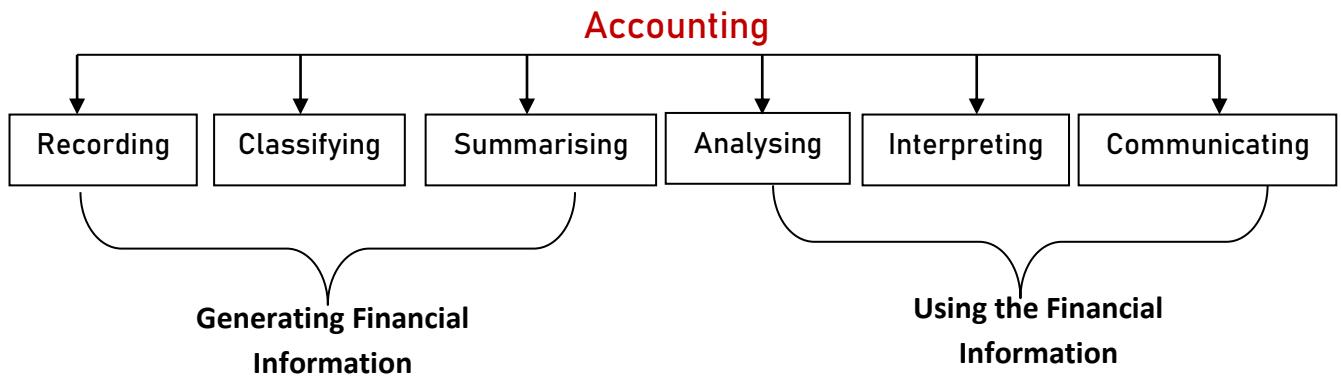 Accounting
Recording Classifying Summarising Analysing Interpreting Communicating
Generating Financial
Information
Using the Financial
Information